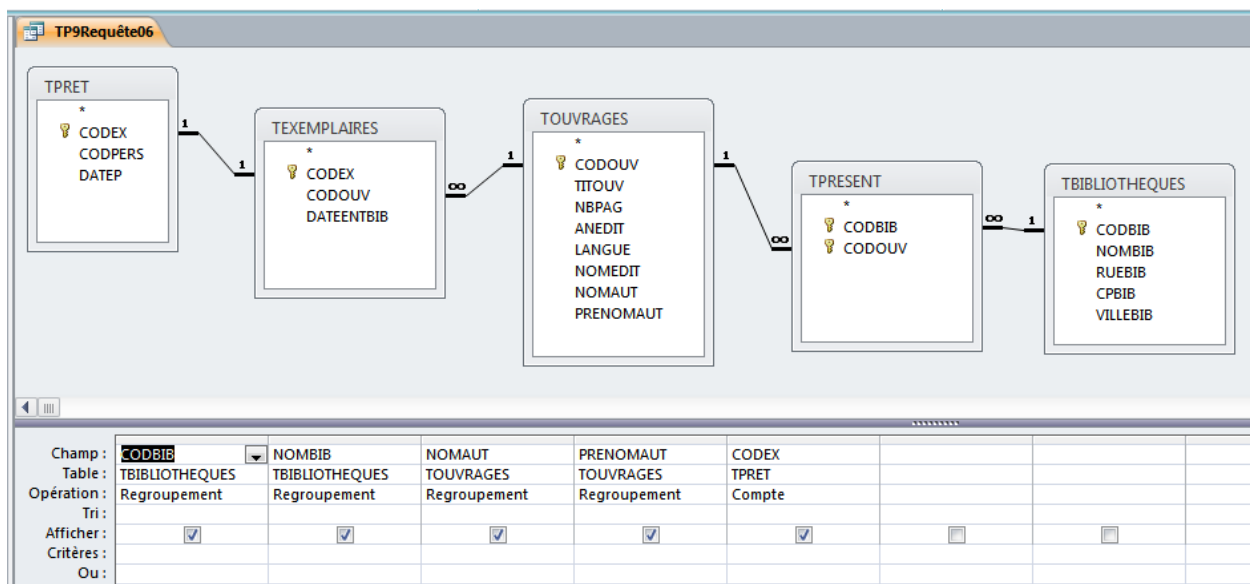 TP9Requête06
TPRET
*
CODEX
CODPERS
DATEP
1
1
TEXEMPLAIRES
*
CODEX
CODOUV
DATEENTBIB
∞
1
TOUVRAGES
*
CODOUV
TITOUV
NBPAG
ANEDIT
LANGUE
NOMEDIT
NOMAUT
PRENOMAUT
1
∞
TPRESENT
*
CODBIB
CODOUV
∞
1
TBIBLIOTHEQUES
*
CODBIB
NOMBIB
RUEBIB
CPBIB
VILLEBIB
Champ : CODBIB NOMBIB NOMAUT PRENOMAUT CODEX
Table : TBIBLIOTHEQUES TBIBLIOTHEQUES TOUVRAGES TOUVRAGES TPRET
Opération : Regroupement Regroupement Regroupement Regroupement Compte
Tri :
Afficher :
Critères :
Ou :